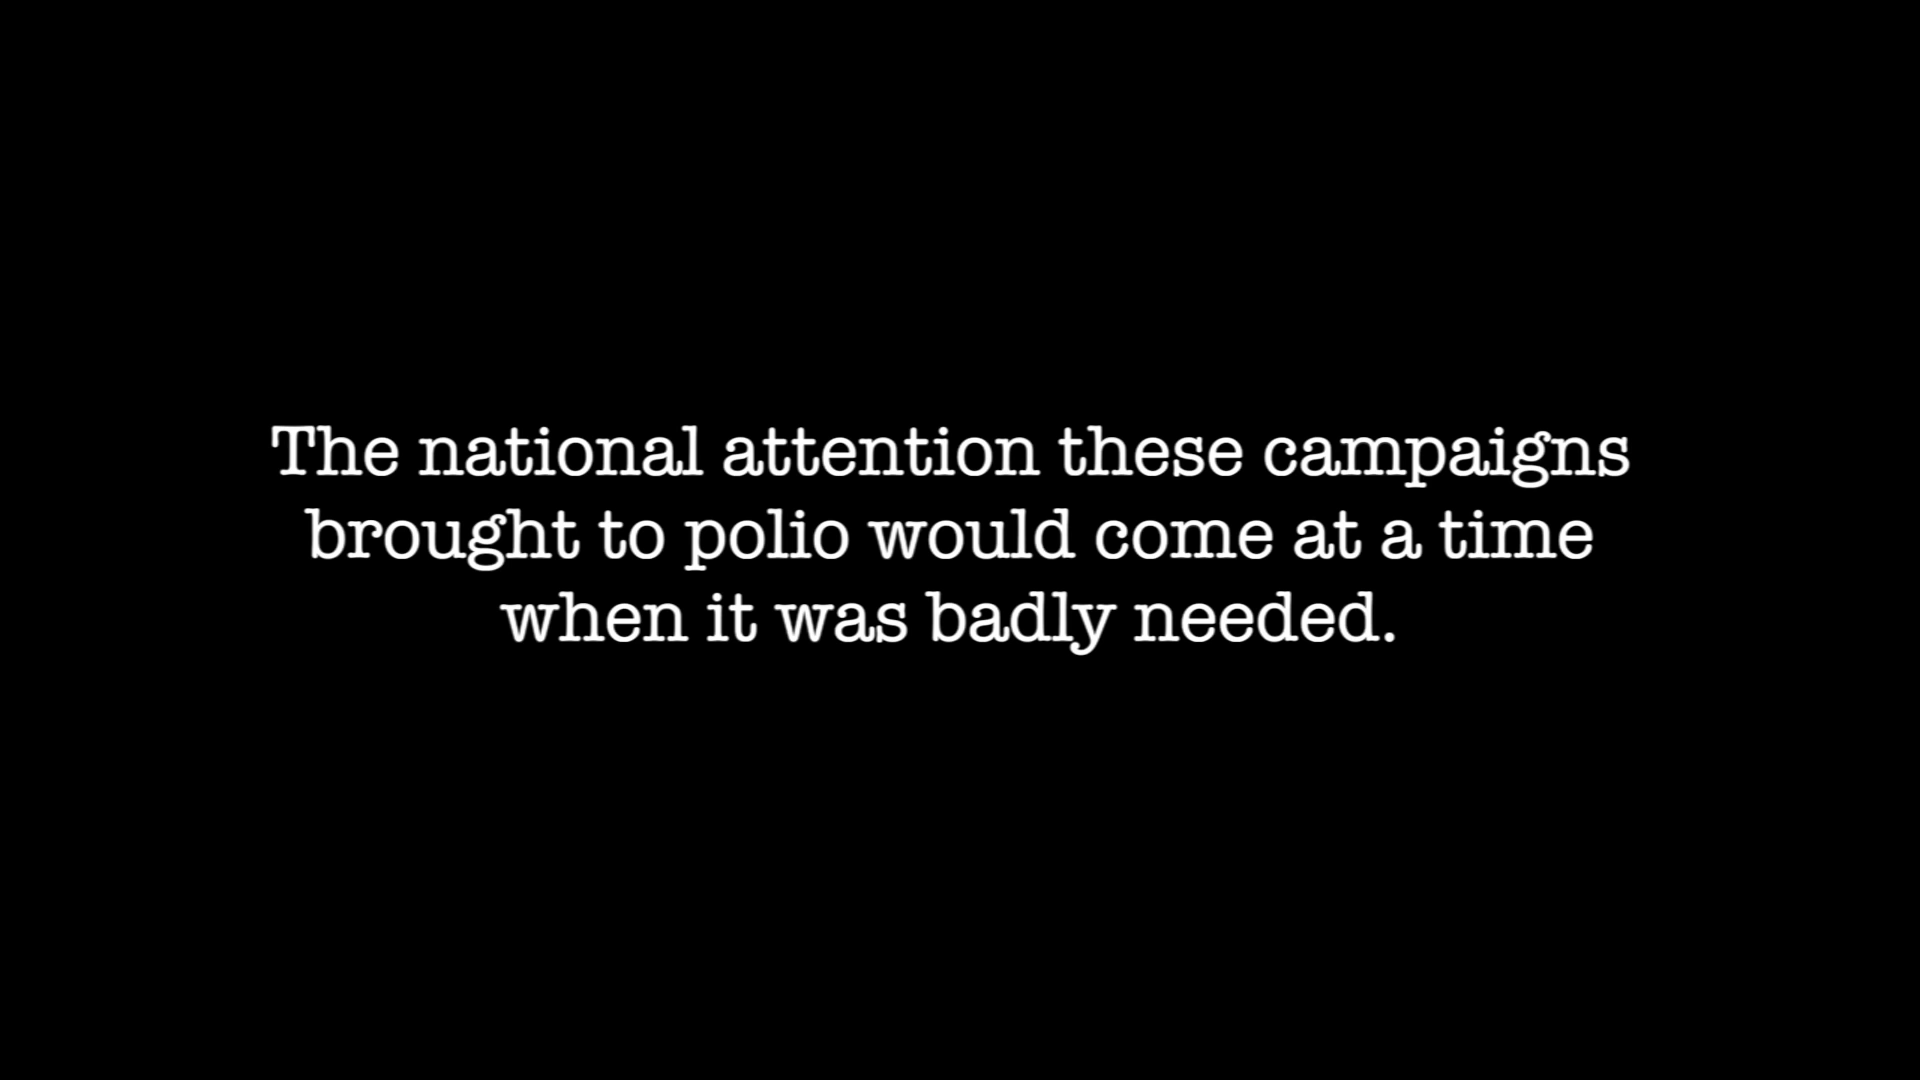 The national attention these campaigns
brought to polio would come at a time
when it was badly needed.